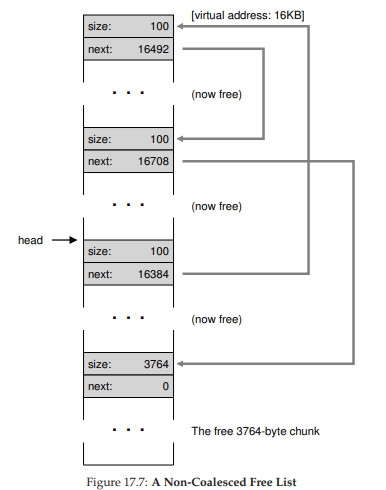 [virtual address: 16KB]
size: 100
next: 16492
. . .
(now free)
size: 100
next: 16708
. . .
(now free)
head
size: 100
next: 16384
. . .
(now free)
size: 3764
next: 0
. . .
The free 3764-byte chunk
Figure 17.7: A Non-Coalesced Free List